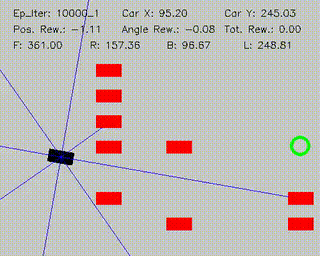 Ep_Iter: 10000_1 Car X: 95.20 Car Y: 245.03
Pos. Rew.: -1.11 Angle Rew.: -0.08 Tot. Rew.: 0.00
F: 361.00 R: 157.36 B: 96.67 L: 248.81